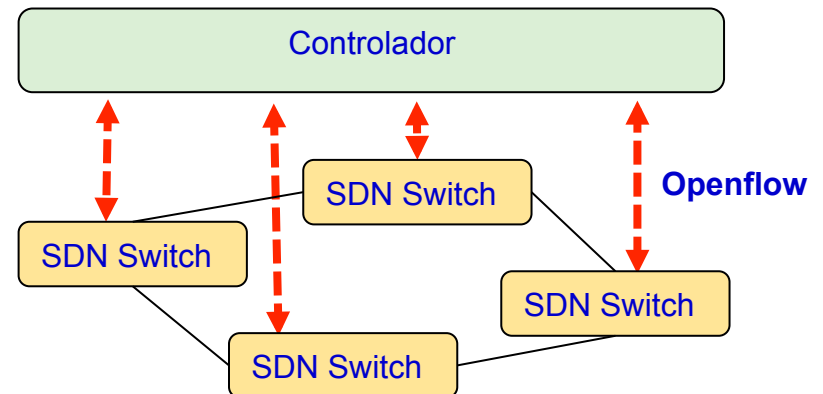 Controlador
SDN Switch
Openflow
SDN Switch
SDN Switch
SDN Switch